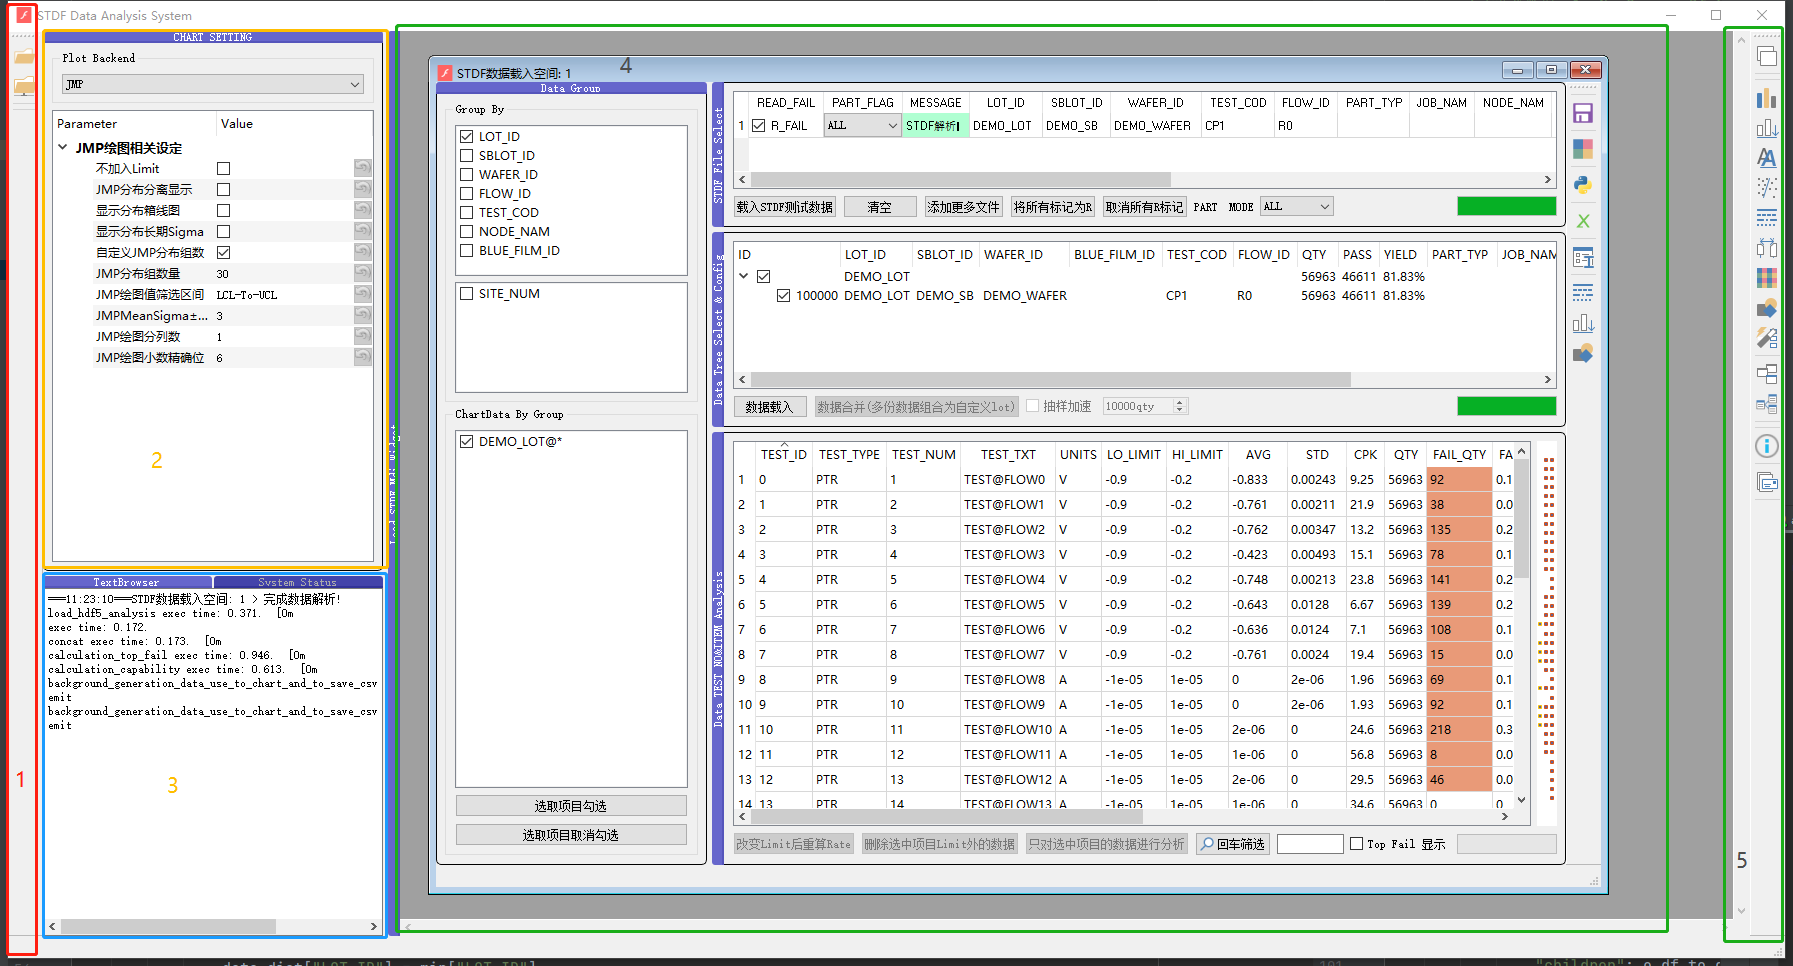 STDF Data Analysis System
CHART SETTING
Plot Backend
JMP
Parameter Value
JMP绘图相关设定
不加入Limit
JMP分布分离显示
显示分布箱线图
显示分布长期Sigma
自定义JMP分布组数
JMP分布组数量 30
JMP绘图值筛选区间 LCL-To-UCL
JMPMeanSigma±... 3
JMP绘图分列数 1
JMP绘图小数精确位 6
2
TextBrowser System Status
===11:23:10===STDF数据载入空间: 1 > 完成数据解析!
load_hdf5_analysis exec time: 0.371. [0m
exec time: 0.172.
concat exec time: 0.173. [0m
calculation_top_fail exec time: 0.946. [0m
calculation_capability exec time: 0.613. [0m
background_generation_data_use_to_chart_and_to_save_csv
emit
background_generation_data_use_to_chart_and_to_save_csv
emit
1
3
4
STDF数据载入空间: 1
Data Group
Group By
LOT_ID
SBLOT_ID
WAFER_ID
FLOW_ID
TEST_COD
NODE_NAM
BLUE_FILM_ID
SITE_NUM
ChartData By Group
DEMO_LOT@*
选取项目勾选
选取项目取消勾选
STDF File Select
READ_FAIL PART_FLAG MESSAGE LOT_ID SBLOT_ID WAFER_ID TEST_COD FLOW_ID PART_TYP JOB_NAM NODE_NAM
1 R_FAIL ALL STDF解析 DEMO_LOT DEMO_SB DEMO_WAFER CP1 R0
载入STDF测试数据 清空 添加更多文件 将所有标记为R 取消所有R标记 PART MODE ALL
Data Tree Select & Config
ID LOT_ID SBLOT_ID WAFER_ID BLUE_FILM_ID TEST_COD FLOW_ID QTY PASS YIELD PART_TYP JOB_NAM
DEMO_LOT 56963 46611 81.83%
100000 DEMO_LOT DEMO_SB DEMO_WAFER CP1 R0 56963 46611 81.83%
数据载入 数据合并(多份数据组合为自定义lot) 抽样加速 10000qty
Data TEST NO&ITEM Analysis
TEST_ID TEST_TYPE TEST_NUM TEST_TXT UNITS LO_LIMIT HI_LIMIT AVG STD CPK QTY FAIL_QTY FA
1 0 PTR 1 TEST@FLOW0 V -0.9 -0.2 -0.833 0.00243 9.25 56963 92 0.1
2 1 PTR 2 TEST@FLOW1 V -0.9 -0.2 -0.761 0.00211 21.9 56963 38 0.0
3 2 PTR 3 TEST@FLOW2 V -0.9 -0.2 -0.762 0.00347 13.2 56963 135 0.2
4 3 PTR 4 TEST@FLOW3 V -0.9 -0.2 -0.423 0.00493 15.1 56963 78 0.1
5 4 PTR 5 TEST@FLOW4 V -0.9 -0.2 -0.748 0.00213 23.8 56963 141 0.2
6 5 PTR 6 TEST@FLOW5 V -0.9 -0.2 -0.643 0.0128 6.67 56963 139 0.2
7 6 PTR 7 TEST@FLOW6 V -0.9 -0.2 -0.636 0.0124 7.1 56963 108 0.1
8 7 PTR 8 TEST@FLOW7 V -0.9 -0.2 -0.761 0.0024 19.4 56963 15 0.0
9 8 PTR 9 TEST@FLOW8 A -1e-05 1e-05 0 2e-06 1.96 56963 69 0.1
10 9 PTR 10 TEST@FLOW9 A -1e-05 1e-05 0 2e-06 1.93 56963 92 0.1
11 10 PTR 11 TEST@FLOW10 A -1e-05 1e-05 2e-06 0 24.6 56963 218 0.3
12 11 PTR 12 TEST@FLOW11 A -1e-05 1e-05 1e-06 0 56.8 56963 8 0.0
13 12 PTR 13 TEST@FLOW12 A -1e-05 1e-05 2e-06 0 29.5 56963 46 0.0
14 13 PTR 14 TEST@FLOW13 A -1e-05 1e-05 1e-06 0 34.6 56963 0 0
改变Limit后重算Rate 删除选中项目Limit外的数据 只对选中项目的数据进行分析 回车筛选 Top Fail 显示
5